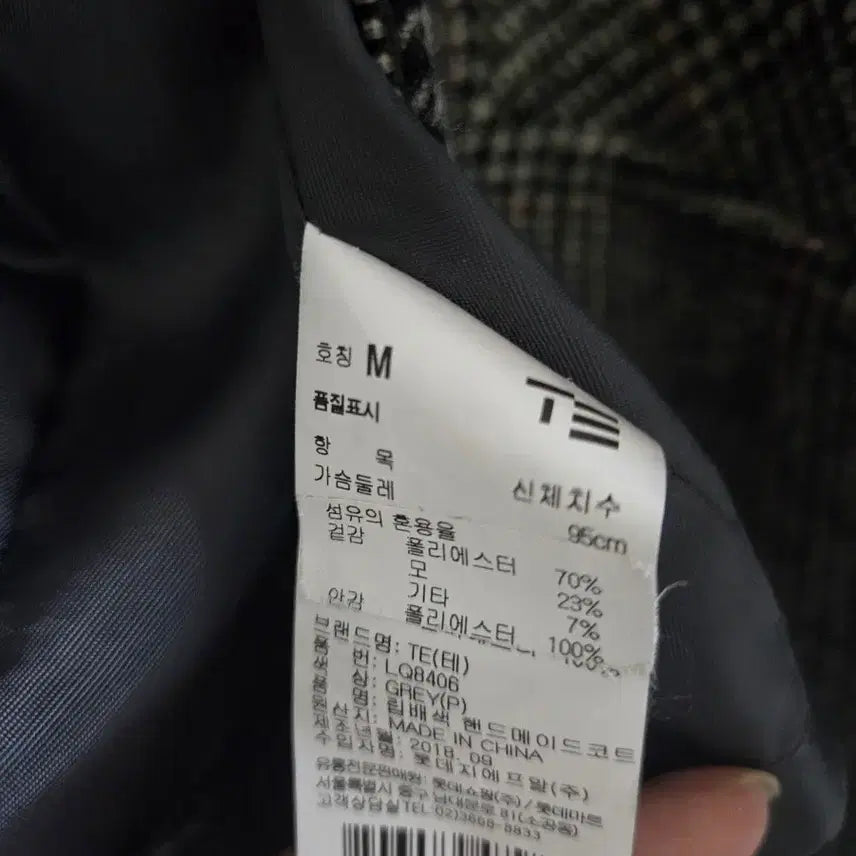 호칭 M
TE
품질표시
항 목 신체치수
가슴둘레 95cm
섬유의 혼용율
겉감 폴리에스터 70%
모 23%
기타 7%
안감 폴리에스터 100%
브랜드명: TE(테)
품 번: LQ8406
색 상: GREY(P)
품 명: 립배색 핸드메이드코트
원산지: MADE IN CHINA
제조년월: 2018. 09
수입자명: 롯데지에프알(주)
유통전문판매원: 롯데쇼핑(주)/롯데마트
서울특별시 중구 남대문로 81(소공동)
고객상담실TEL 02)3668-8833